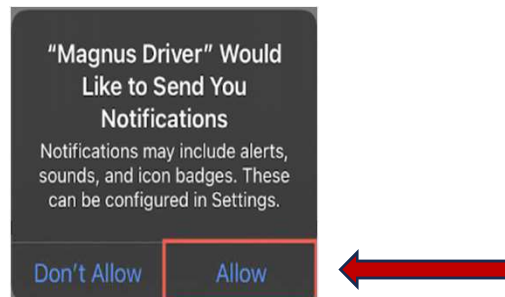 “Magnus Driver” Would
Like to Send You
Notifications
Notifications may include alerts,
sounds, and icon badges. These
can be configured in Settings.
Don’t Allow
Allow